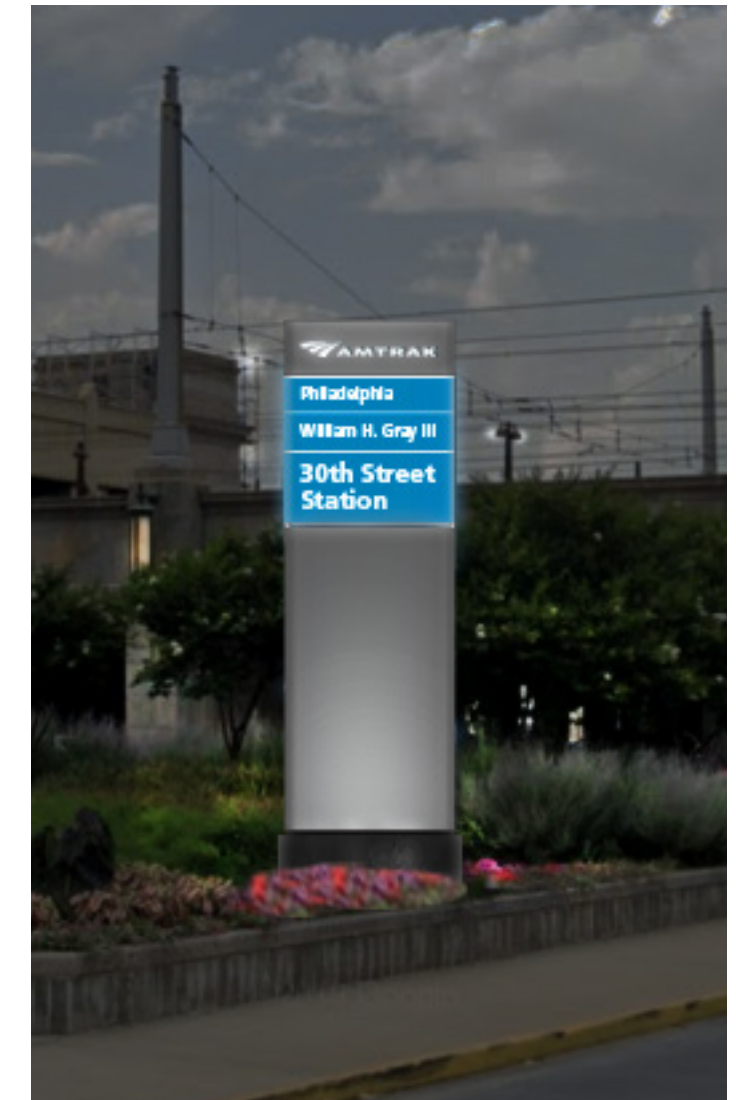 AMTRAK
Philadelphia
William H. Gray III
30th Street
Station